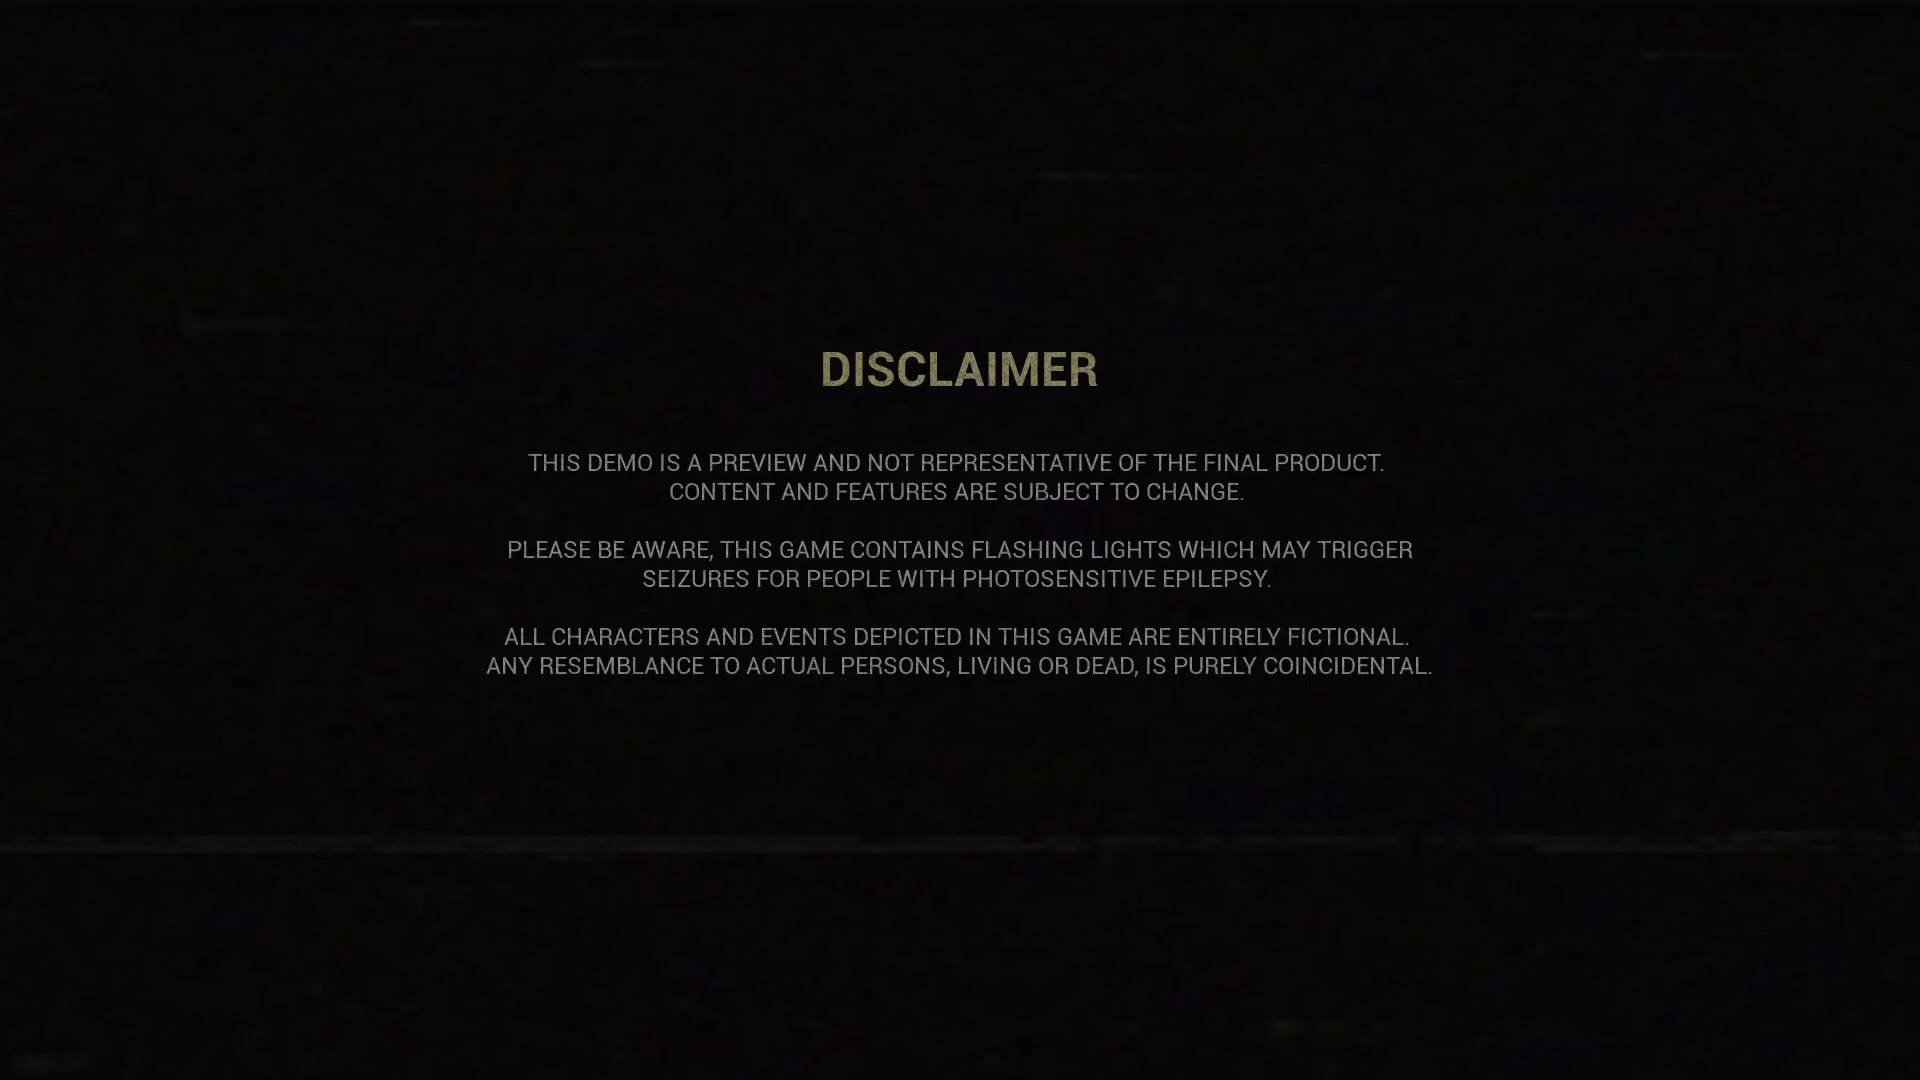 DISCLAIMER
THIS DEMO IS A PREVIEW AND NOT REPRESENTATIVE OF THE FINAL PRODUCT.
CONTENT AND FEATURES ARE SUBJECT TO CHANGE.
PLEASE BE AWARE, THIS GAME CONTAINS FLASHING LIGHTS WHICH MAY TRIGGER
SEIZURES FOR PEOPLE WITH PHOTOSENSITIVE EPILEPSY.
ALL CHARACTERS AND EVENTS DEPICTED IN THIS GAME ARE ENTIRELY FICTIONAL.
ANY RESEMBLANCE TO ACTUAL PERSONS, LIVING OR DEAD, IS PURELY COINCIDENTAL.